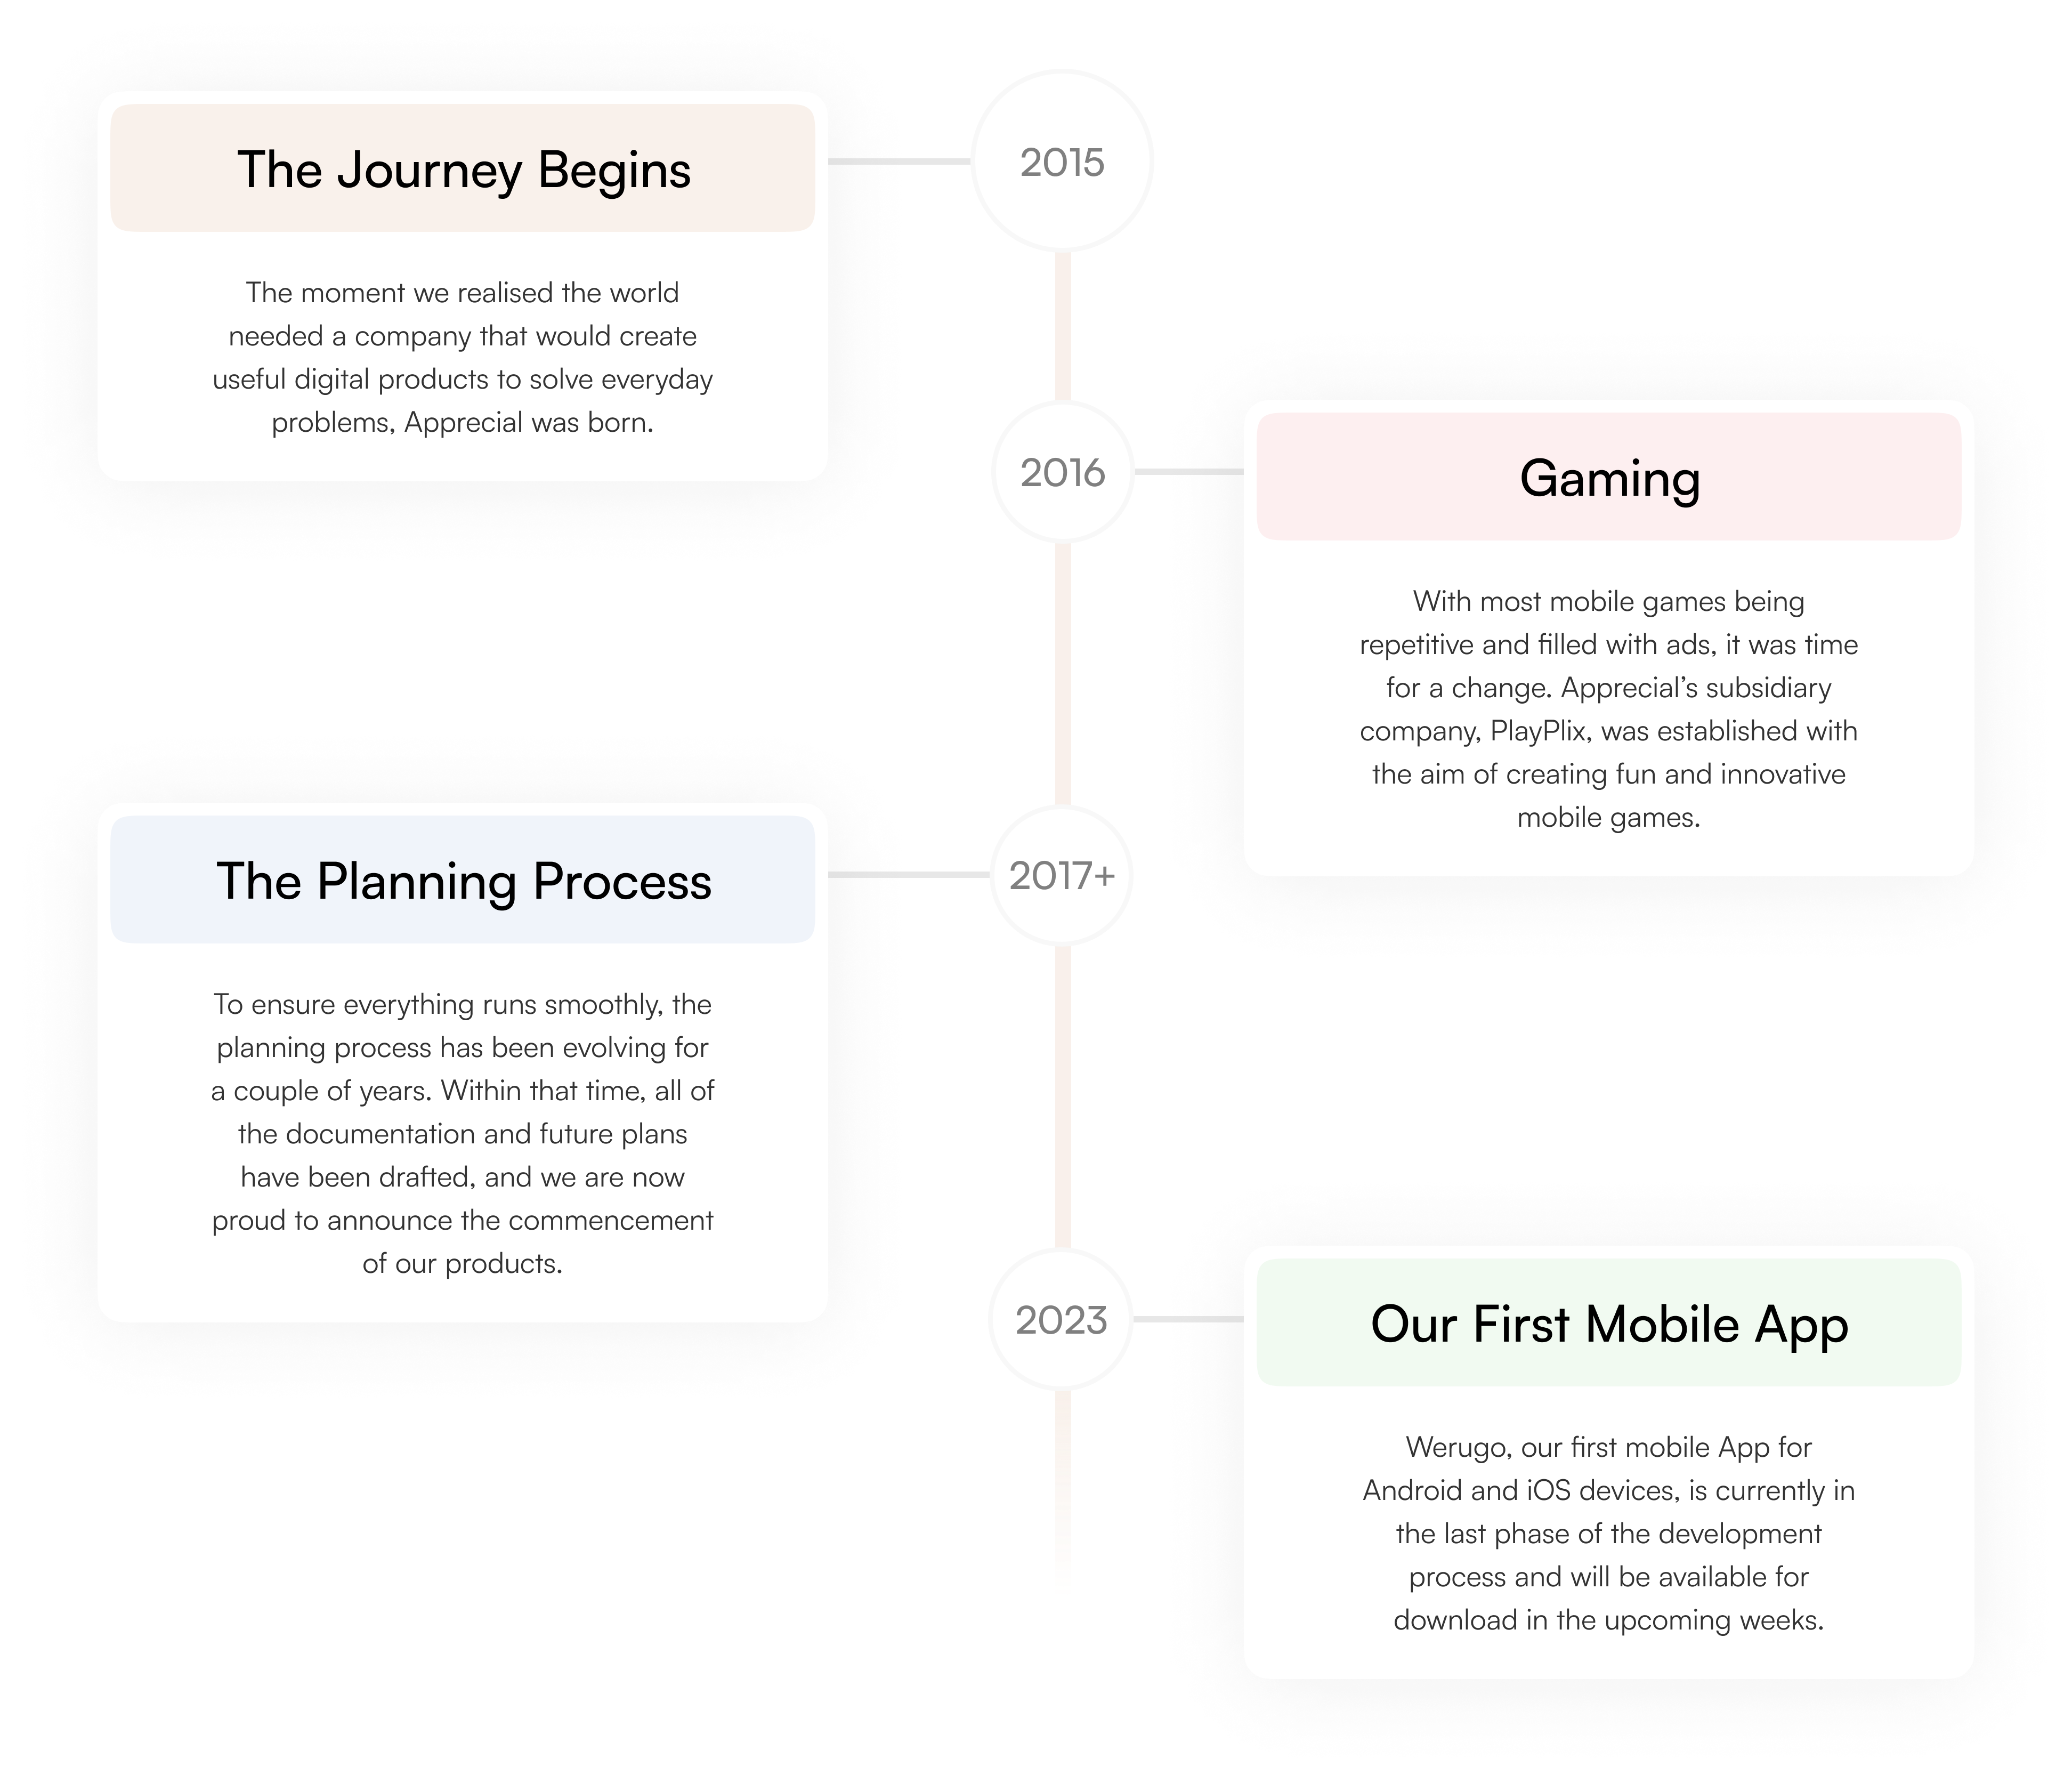 2015
The Journey Begins
The moment we realised the world
needed a company that would create
useful digital products to solve everyday
problems, Apprecial was born.
2016
Gaming
With most mobile games being
repetitive and filled with ads, it was time
for a change. Apprecial’s subsidiary
company, PlayPlix, was established with
the aim of creating fun and innovative
mobile games.
2017+
The Planning Process
To ensure everything runs smoothly, the
planning process has been evolving for
a couple of years. Within that time, all of
the documentation and future plans
have been drafted, and we are now
proud to announce the commencement
of our products.
2023
Our First Mobile App
Werugo, our first mobile App for
Android and iOS devices, is currently in
the last phase of the development
process and will be available for
download in the upcoming weeks.